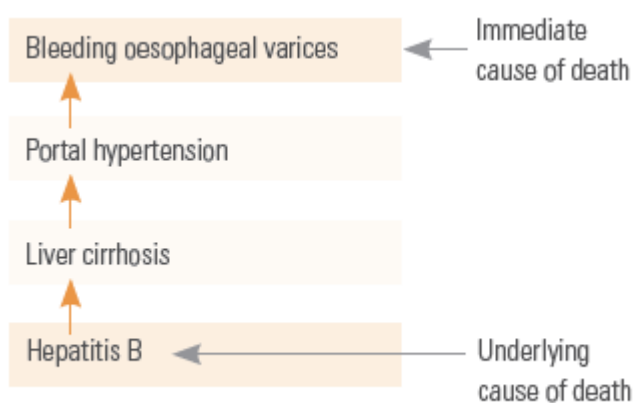 Bleeding oesophageal varices
Immediate
cause of death
Portal hypertension
Liver cirrhosis
Hepatitis B
Underlying
cause of death